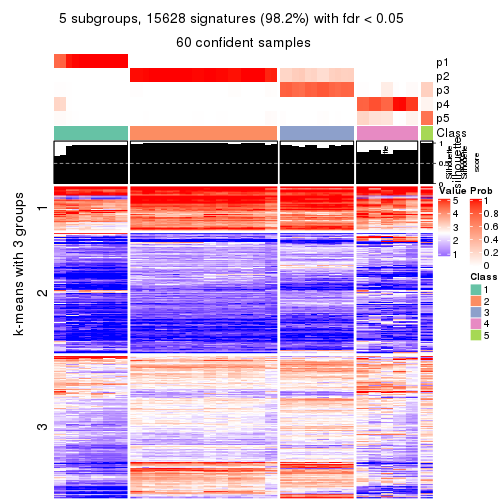 5 subgroups, 15628 signatures (98.2%) with fdr < 0.05
60 confident samples
p1
p2
p3
p4
p5
Class
1
0.5
0
Silhouette
score
k-means with 3 groups
1
2
3
Value
5
4
3
2
1
Prob
1
0.8
0.6
0.4
0.2
0
Class
1
2
3
4
5